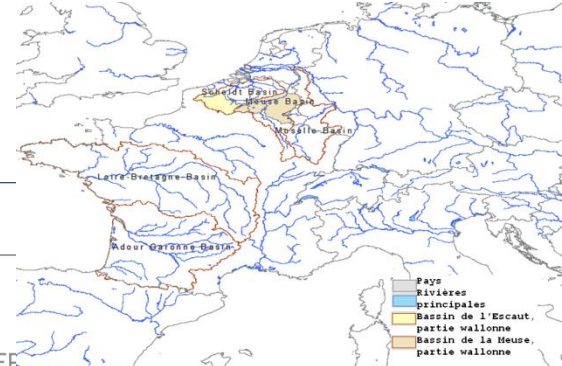 Scheldt Basin
Meuse Basin
Moselle Basin
Loire-Bretagne-Basin
Adour Garonne Basin
Pays
Rivières
principales
Bassin de l'Escaut,
partie wallonne
Bassin de la Meuse,
partie wallonne